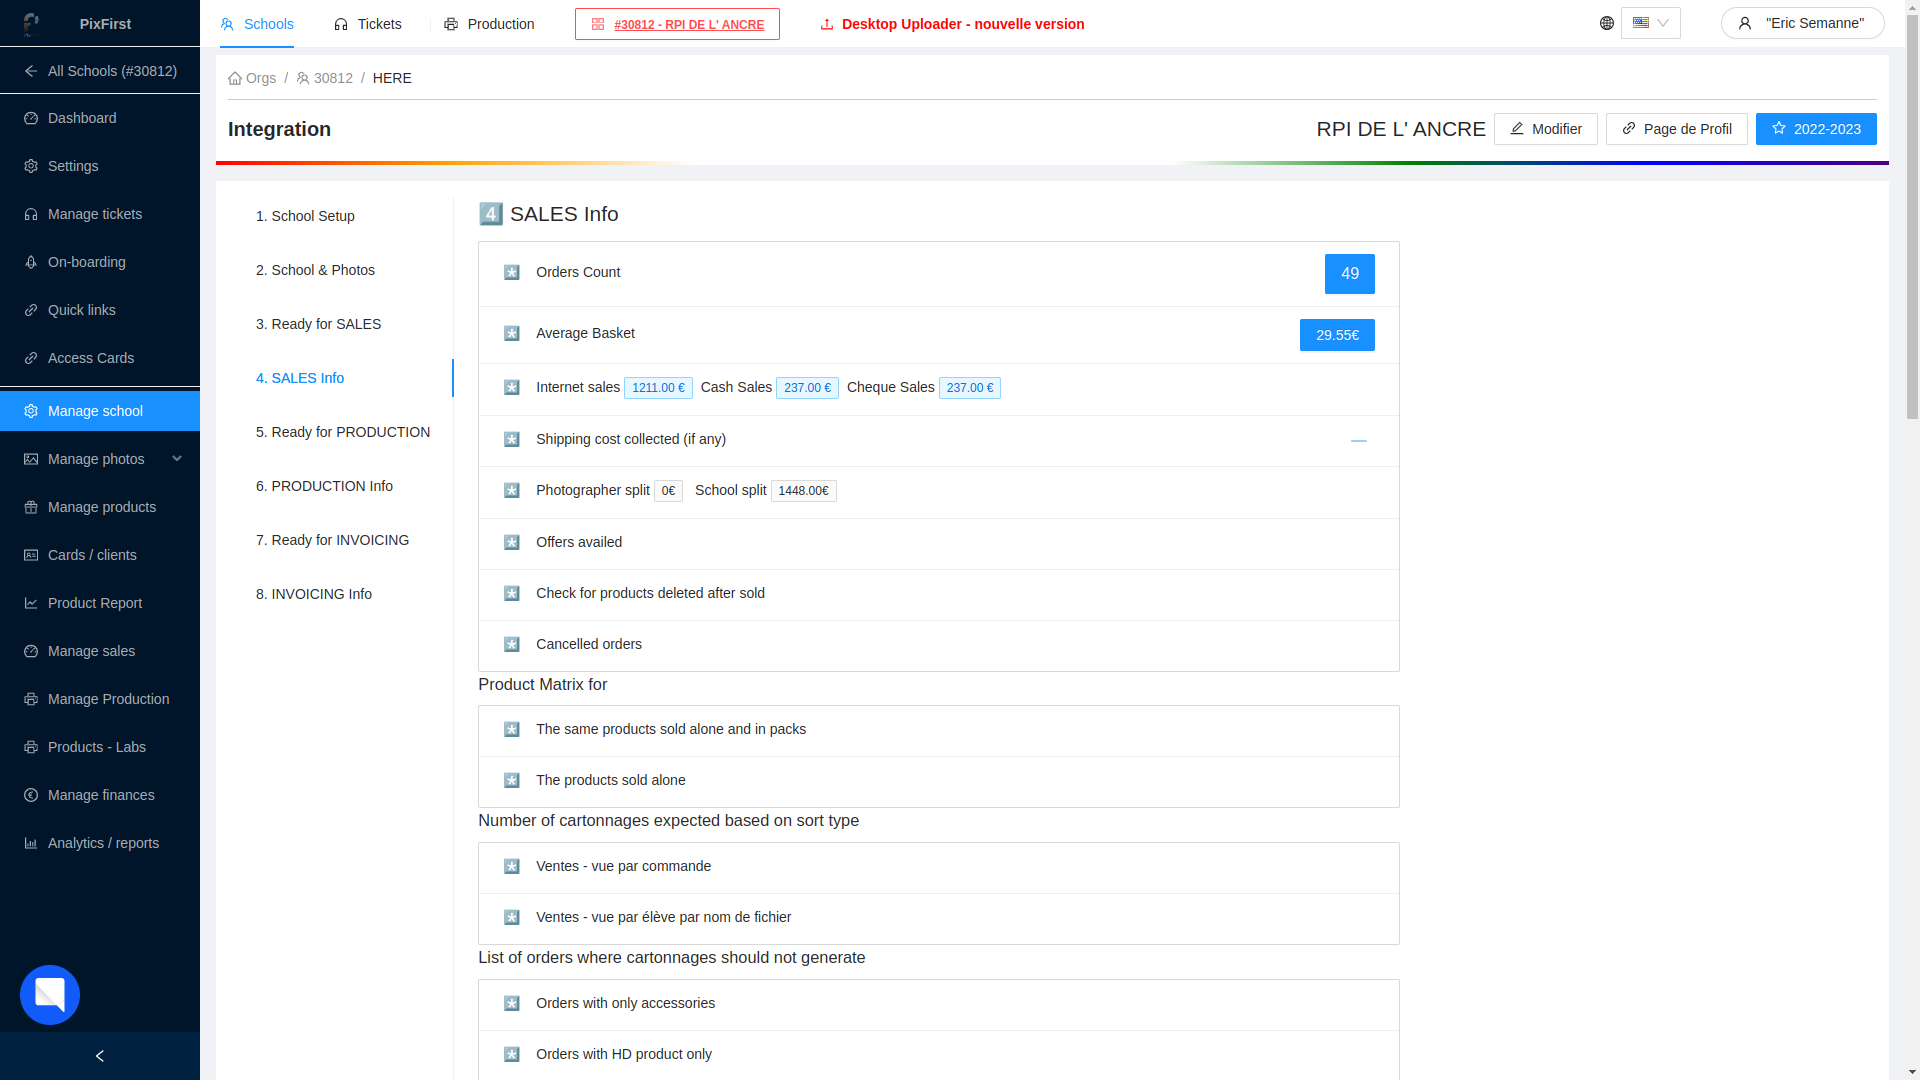 PixFirst
Schools
Tickets
Production
#30812 - RPI DE L' ANCRE
Desktop Uploader - nouvelle version
"Eric Semanne"
All Schools (#30812)
Dashboard
Settings
Manage tickets
On-boarding
Quick links
Access Cards
Manage school
Manage photos
Manage products
Cards / clients
Product Report
Manage sales
Manage Production
Products - Labs
Manage finances
Analytics / reports
Orgs / 30812 / HERE
Integration
RPI DE L' ANCRE
Modifier
Page de Profil
2022-2023
1. School Setup
2. School & Photos
3. Ready for SALES
4. SALES Info
5. Ready for PRODUCTION
6. PRODUCTION Info
7. Ready for INVOICING
8. INVOICING Info
4️⃣ SALES Info
Orders Count 49
Average Basket 29.55€
Internet sales 1211.00 € Cash Sales 237.00 € Cheque Sales 237.00 €
Shipping cost collected (if any)
Photographer split 0€ School split 1448.00€
Offers availed
Check for products deleted after sold
Cancelled orders
Product Matrix for
The same products sold alone and in packs
The products sold alone
Number of cartonnages expected based on sort type
Ventes - vue par commande
Ventes - vue par élève par nom de fichier
List of orders where cartonnages should not generate
Orders with only accessories
Orders with HD product only